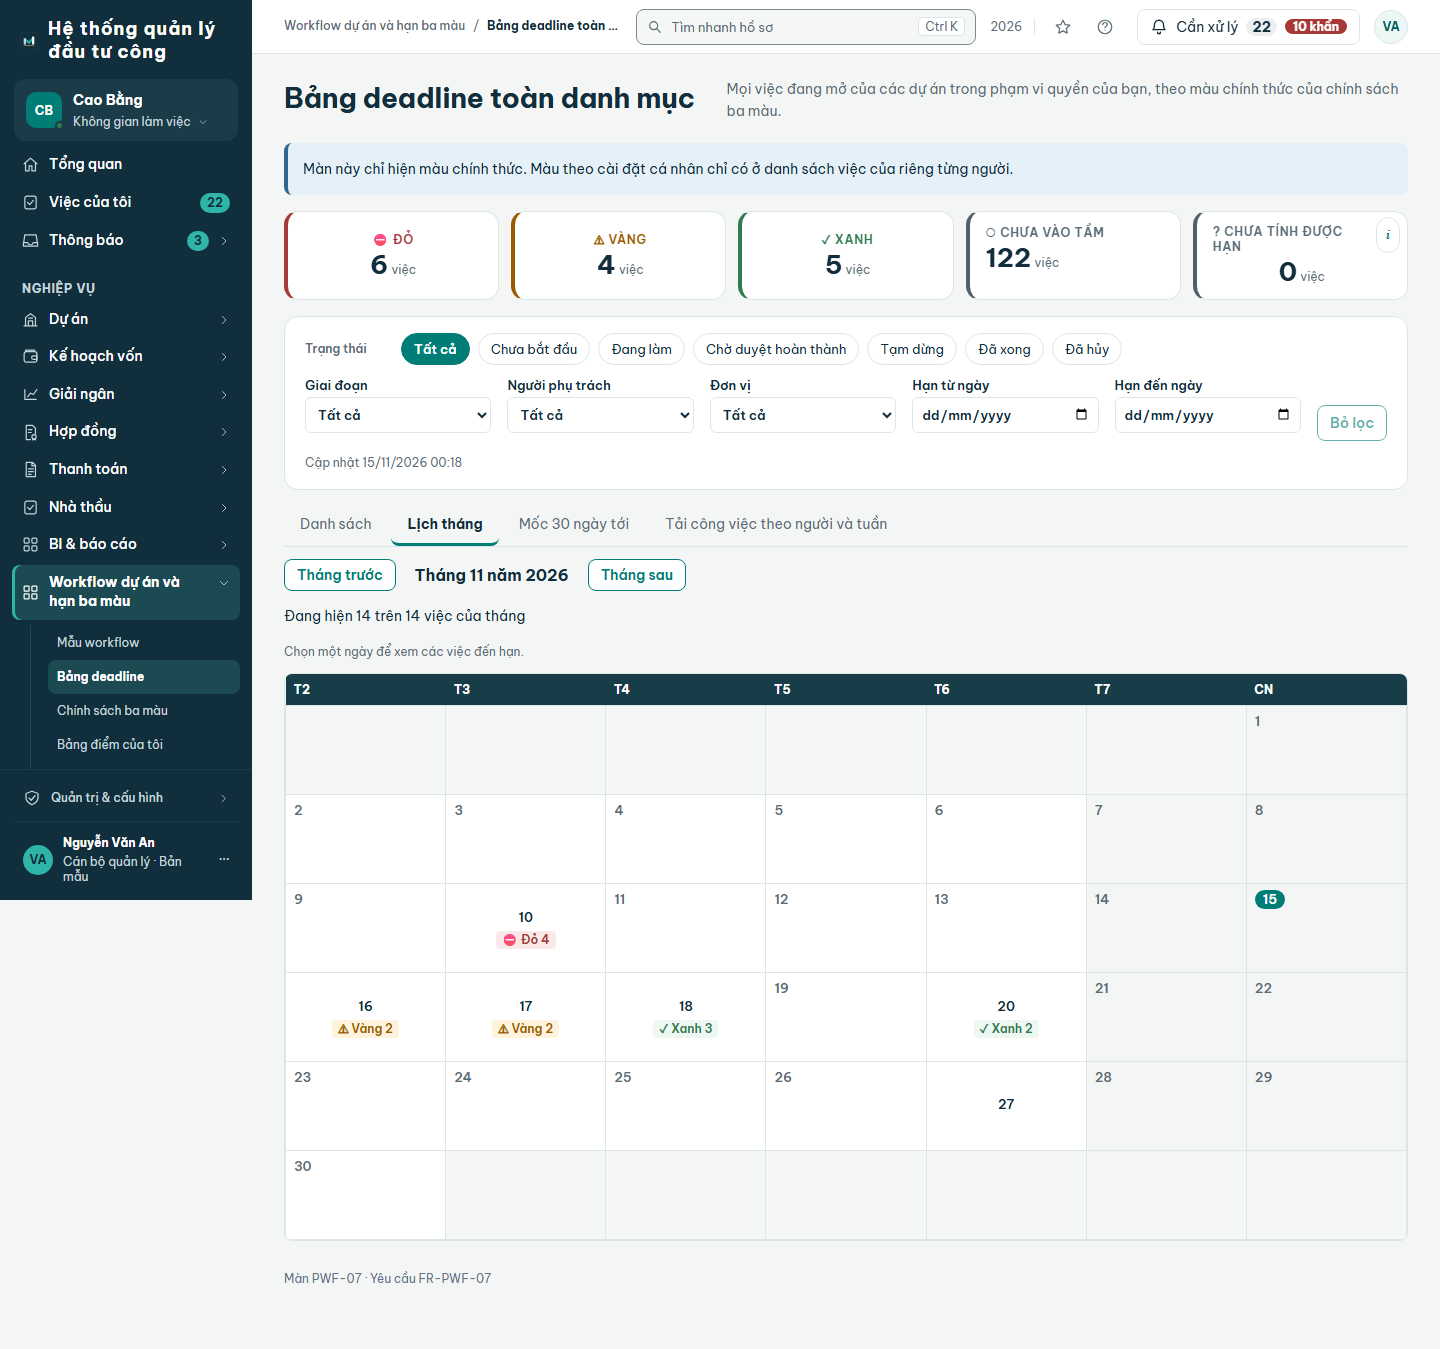 Hệ thống quản lý
đầu tư công
CB
Cao Bằng
Không gian làm việc
Tổng quan
Việc của tôi 22
Thông báo 3
NGHIỆP VỤ
Dự án
Kế hoạch vốn
Giải ngân
Hợp đồng
Thanh toán
Nhà thầu
BI & báo cáo
Workflow dự án và
hạn ba màu
Mẫu workflow
Bảng deadline
Chính sách ba màu
Bảng điểm của tôi
Quản trị & cấu hình
VA
Nguyễn Văn An
Cán bộ quản lý · Bản
mẫu
Workflow dự án và hạn ba màu / Bảng deadline toàn ...
Tìm nhanh hồ sơ Ctrl K
2026
Cần xử lý 22 10 khẩn
VA
Bảng deadline toàn danh mục
Mọi việc đang mở của các dự án trong phạm vi quyền của bạn, theo màu chính thức của chính sách
ba màu.
Màn này chỉ hiện màu chính thức. Màu theo cài đặt cá nhân chỉ có ở danh sách việc của riêng từng người.
ĐỎ
6 việc
⚠ VÀNG
4 việc
✓ XANH
5 việc
○ CHƯA VÀO TẦM
122 việc
? CHƯA TÍNH ĐƯỢC
HẠN
0 việc
i
Trạng thái Tất cả Chưa bắt đầu Đang làm Chờ duyệt hoàn thành Tạm dừng Đã xong Đã hủy
Giai đoạn Người phụ trách Đơn vị Hạn từ ngày Hạn đến ngày
Tất cả Tất cả Tất cả dd/mm/yyyy dd/mm/yyyy Bỏ lọc
Cập nhật 15/11/2026 00:18
Danh sách Lịch tháng Mốc 30 ngày tới Tải công việc theo người và tuần
Tháng trước Tháng 11 năm 2026 Tháng sau
Đang hiện 14 trên 14 việc của tháng
Chọn một ngày để xem các việc đến hạn.
T2 T3 T4 T5 T6 T7 CN
1
2 3 4 5 6 7 8
9 10 11 12 13 14 15
⛔ Đỏ 4
16 17 18 19 20 21 22
⚠ Vàng 2 ⚠ Vàng 2 ✓ Xanh 3 ✓ Xanh 2
23 24 25 26 27 28 29
30
Màn PWF-07 · Yêu cầu FR-PWF-07